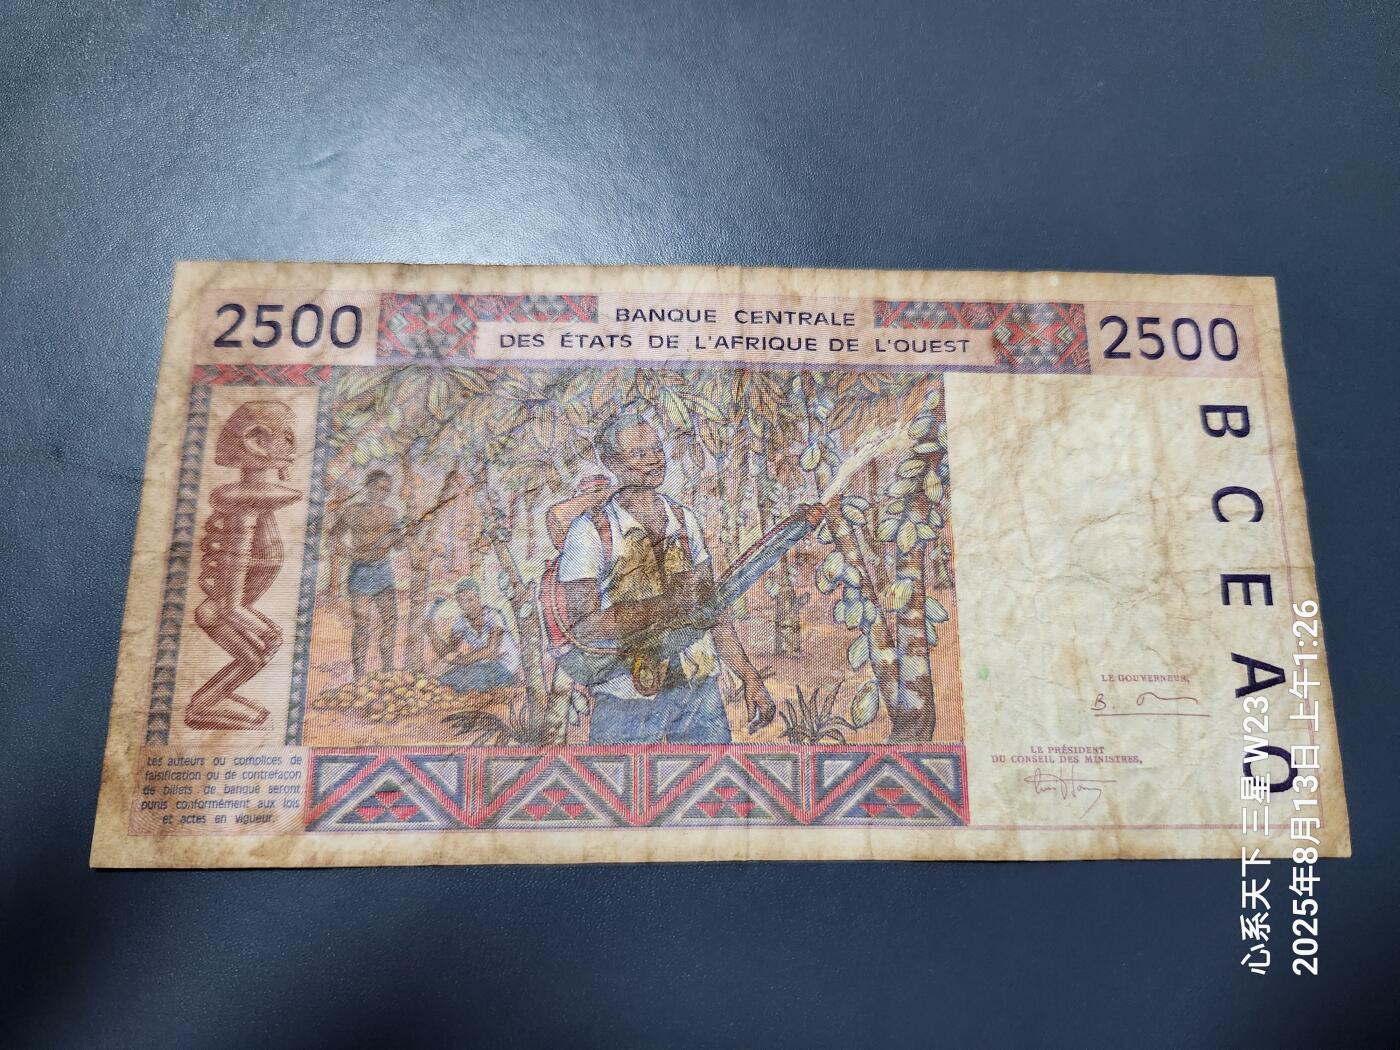 2500
BANQUE CENTRALE
DES ÉTATS DE L'AFRIQUE DE L'OUEST
2500
BCEAO
LE GOUVERNEUR,
LE PRÉSIDENT
DU CONSEIL DES MINISTRES,
Les auteurs ou complices de
falsification ou de contrefaçon
de billets de banque seront
punis conformément aux lois
et actes en vigueur.
心系天下 三星 W23
2025年8月13日 上午1:26